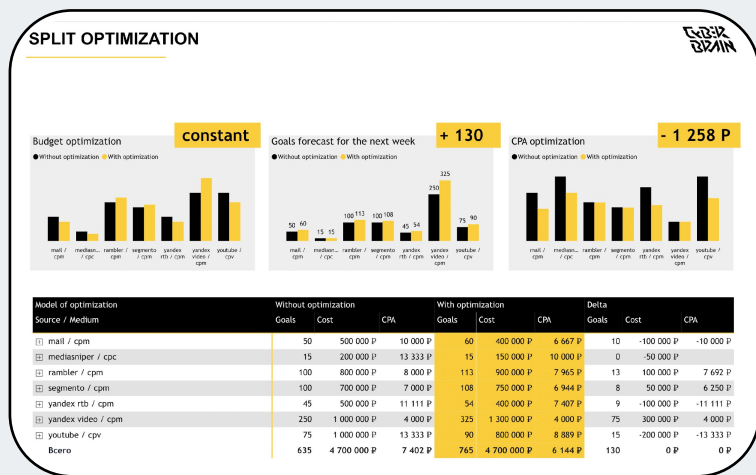 SPLIT OPTIMIZATION
CYBER
BRAIN
Budget optimization
constant
Without optimization With optimization
mail / cpm
mediasn... / cpc
rambler / cpm
segmento / cpm
yandex rtb / cpm
yandex video / cpm
youtube / cpv
Goals forecast for the next week
+ 130
Without optimization With optimization
50 60 15 15 100 113 100 108 45 54 250 325 75 90
mail / cpm
mediasn... / cpc
rambler / cpm
segmento / cpm
yandex rtb / cpm
yandex video / cpm
youtube / cpv
CPA optimization
- 1 258 Р
Without optimization With optimization
mail / cpm
mediasn... / cpc
rambler / cpm
segmento / cpm
yandex rtb / cpm
yandex video / cpm
youtube / cpv
Model of optimization Without optimization With optimization Delta
Source / Medium Goals Cost CPA Goals Cost CPA Goals Cost CPA
mail / cpm 50 500 000 ₽ 10 000 ₽ 60 400 000 ₽ 6 667 ₽ 10 -100 000 ₽ -10 000 ₽
mediasniper / cpc 15 200 000 ₽ 13 333 ₽ 15 150 000 ₽ 10 000 ₽ 0 -50 000 ₽
rambler / cpm 100 800 000 ₽ 8 000 ₽ 113 900 000 ₽ 7 965 ₽ 13 100 000 ₽ 7 692 ₽
segmento / cpm 100 700 000 ₽ 7 000 ₽ 108 750 000 ₽ 6 944 ₽ 8 50 000 ₽ 6 250 ₽
yandex rtb / cpm 45 500 000 ₽ 11 111 ₽ 54 400 000 ₽ 7 407 ₽ 9 -100 000 ₽ -11 111 ₽
yandex video / cpm 250 1 000 000 ₽ 4 000 ₽ 325 1 300 000 ₽ 4 000 ₽ 75 300 000 ₽ 4 000 ₽
youtube / cpv 75 1 000 000 ₽ 13 333 ₽ 90 800 000 ₽ 8 889 ₽ 15 -200 000 ₽ -13 333 ₽
Всего 635 4 700 000 ₽ 7 402 ₽ 765 4 700 000 ₽ 6 144 ₽ 130 0 ₽ 0 ₽